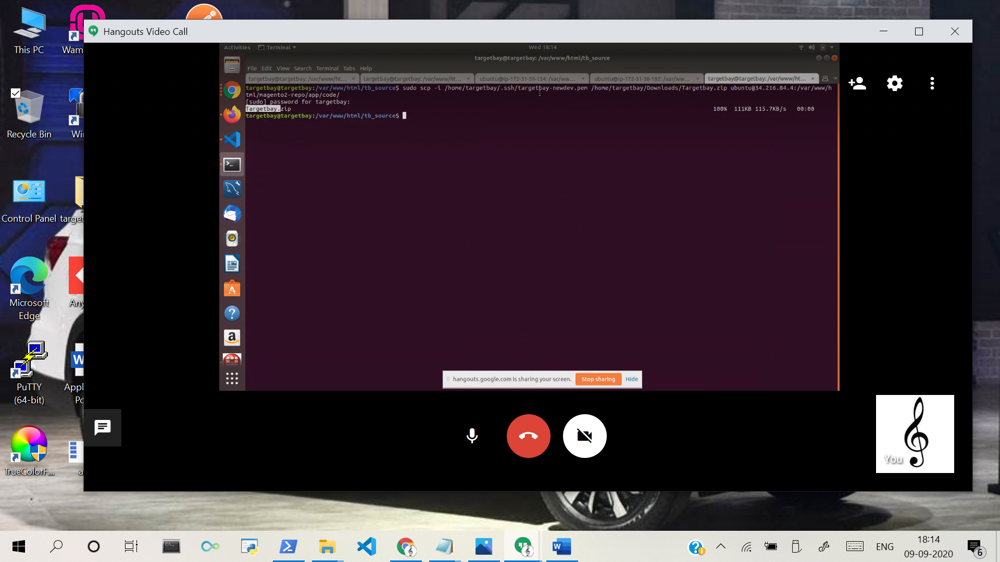 This PC
Wam
Recycle Bin
Wi
Control Panel
target
Microsoft
Edge
Any
PuTTY
(64-bit)
Appl
Po
TrueColorF...
a
Hangouts Video Call
Activities
Terminal
Wed 18:14
targetbay@targetbay: /var/www/html/tb_source
File Edit View Search Terminal Tabs Help
targetbay@targetbay: /var/www/ht... ×
targetbay@targetbay: /var/www/ht... ×
ubuntu@ip-172-31-59-134: /var/ww... ×
ubuntu@ip-172-31-38-182: /var/ww... ×
targetbay@targetbay: /var/www/ht... ×
targetbay@targetbay:/var/www/html/tb_source$ sudo scp -i /home/targetbay/.ssh/targetbay-newdev.pem /home/targetbay/Downloads/Targetbay.zip ubuntu@34.216.84.4:/var/www/h
tml/magento2-repo/app/code/
[sudo] password for targetbay:
Targetbay.zip 100% 111KB 115.7KB/s 00:00
targetbay@targetbay:/var/www/html/tb_source$
hangouts.google.com is sharing your screen. Stop sharing Hide
You
ENG
18:14
09-09-2020
6